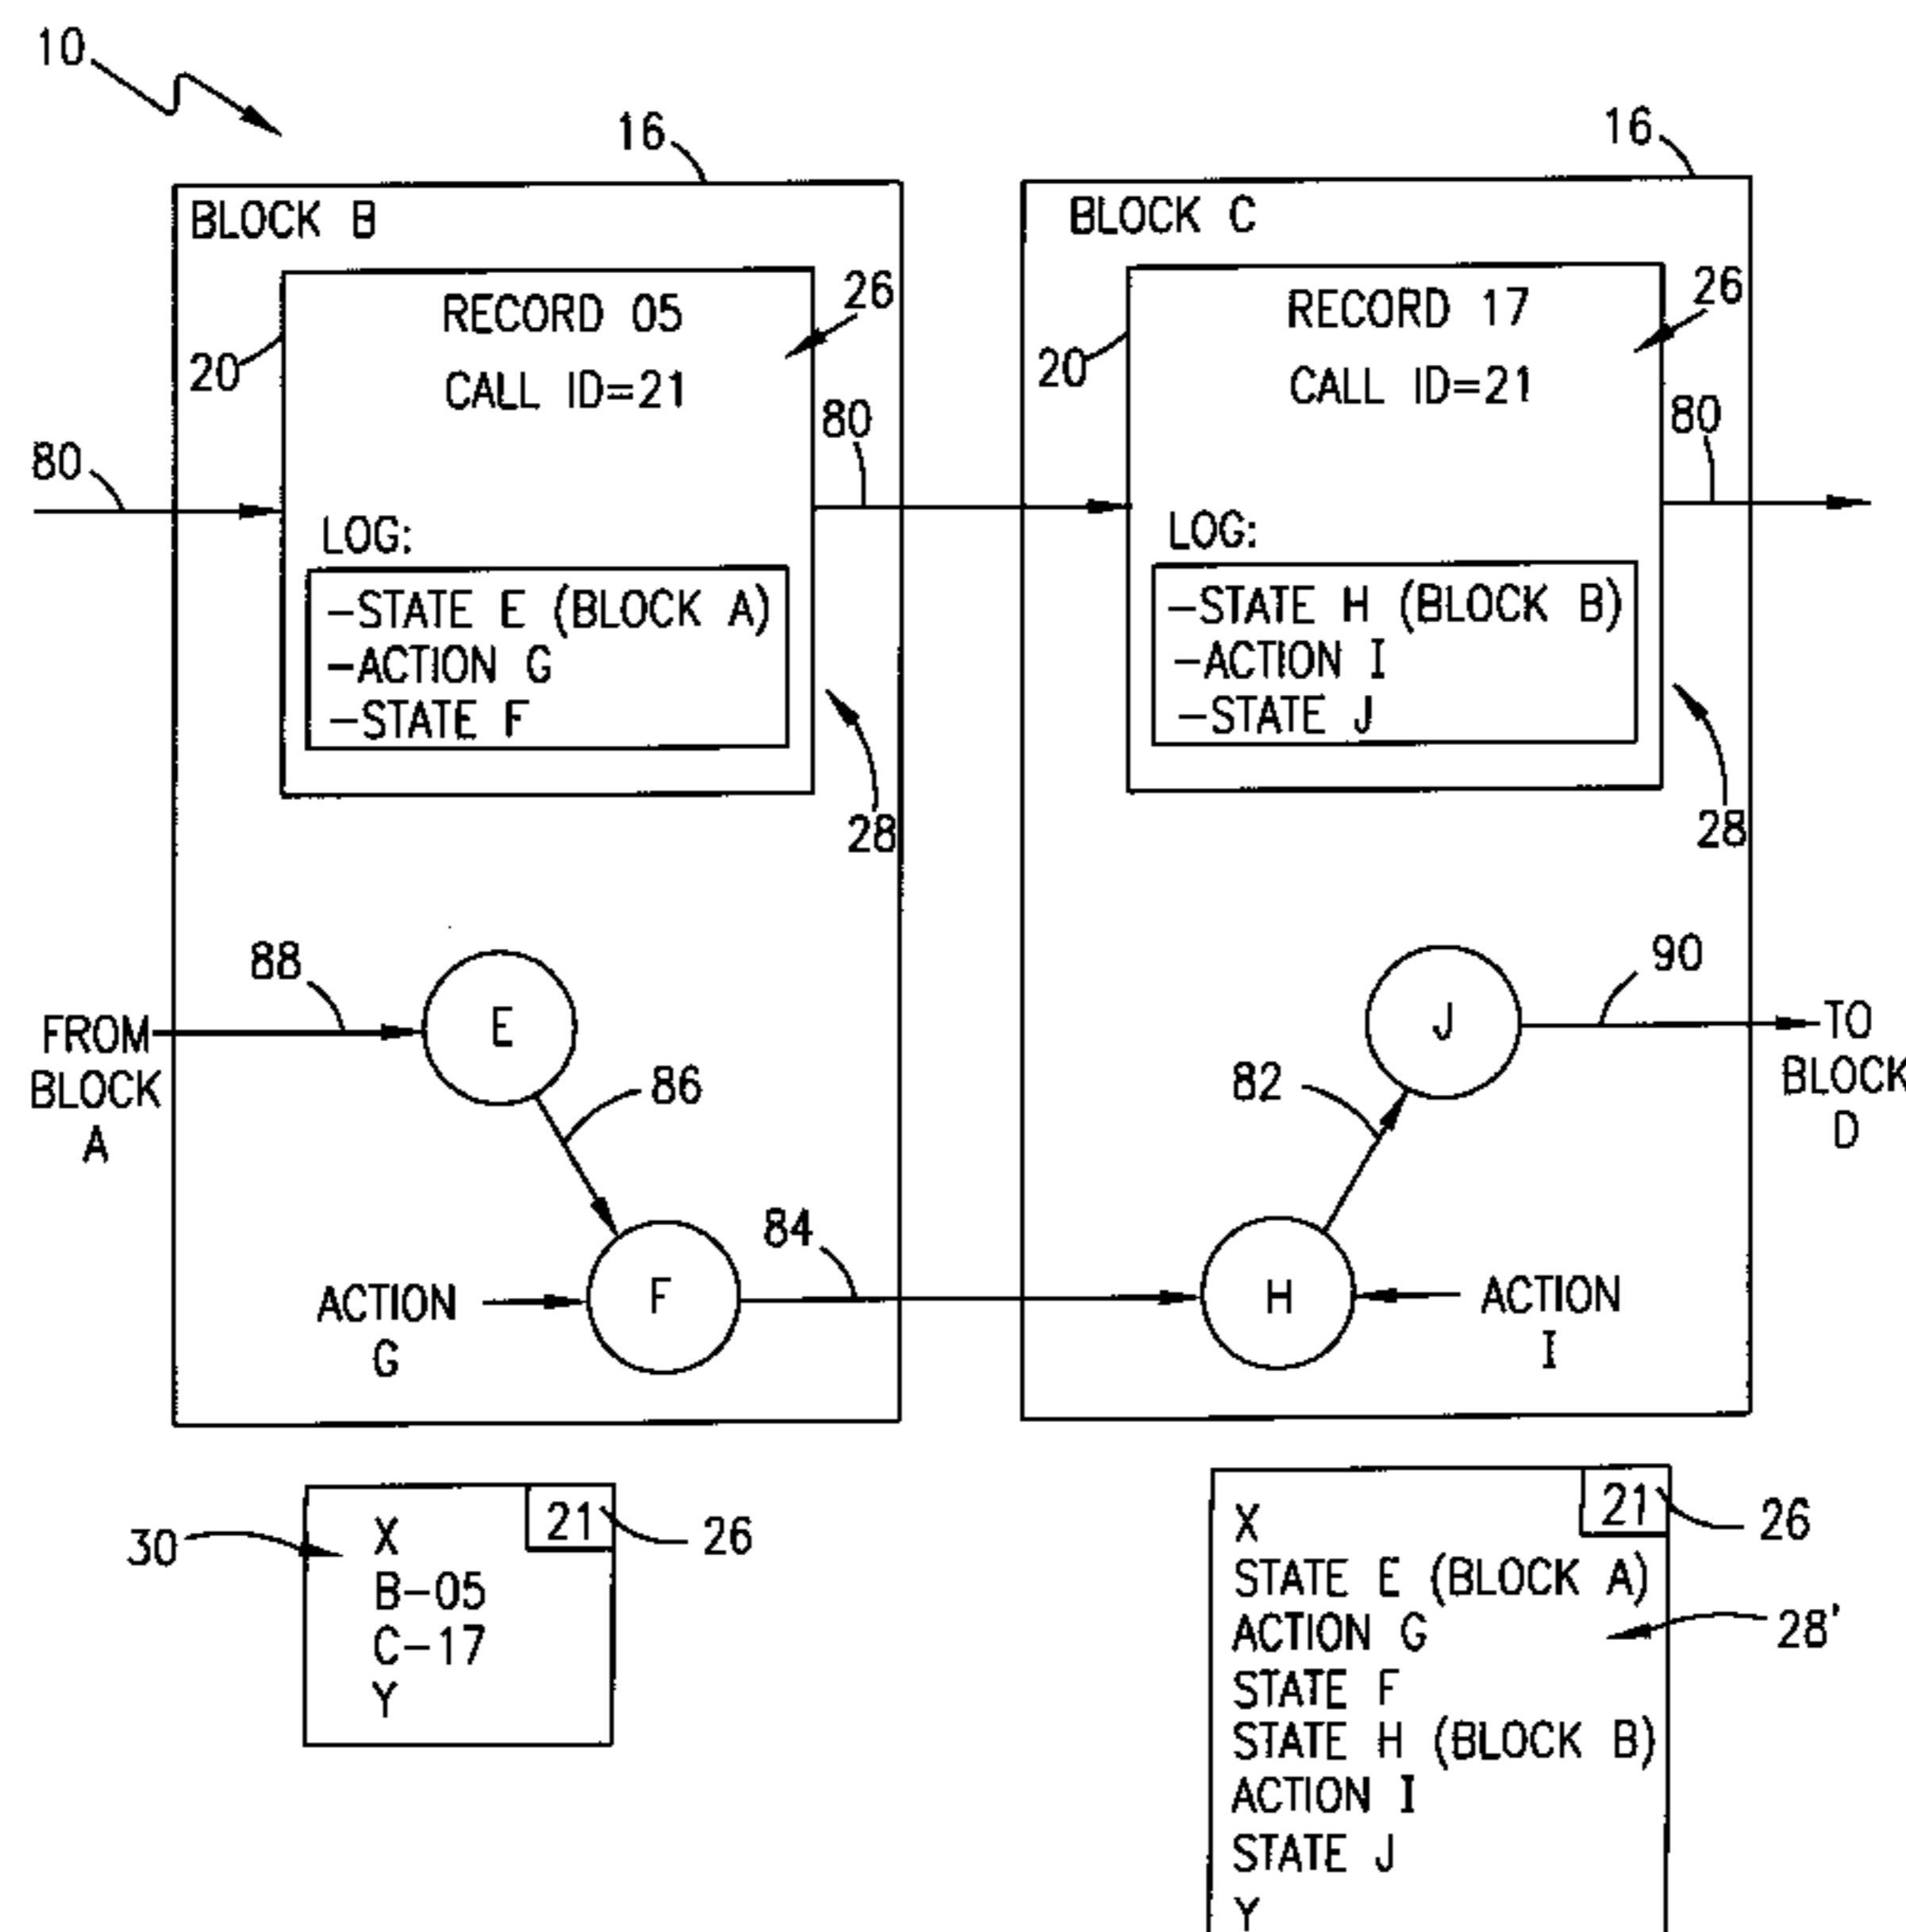 10
16
16
BLOCK B
BLOCK C
RECORD 05
26
RECORD 17
26
20
CALL ID=21
20
CALL ID=21
80
80
80
LOG:
LOG:
-STATE E (BLOCK A)
-ACTION G
-STATE F
-STATE H (BLOCK B)
-ACTION I
-STATE J
28
28
88
E
FROM
BLOCK
A
86
J
90
TO
BLOCK
D
82
84
ACTION
G
F
H
ACTION
I
30
X
21
26
B-05
C-17
Y
X
21
26
STATE E (BLOCK A)
ACTION G
28'
STATE F
STATE H (BLOCK B)
ACTION I
STATE J
Y